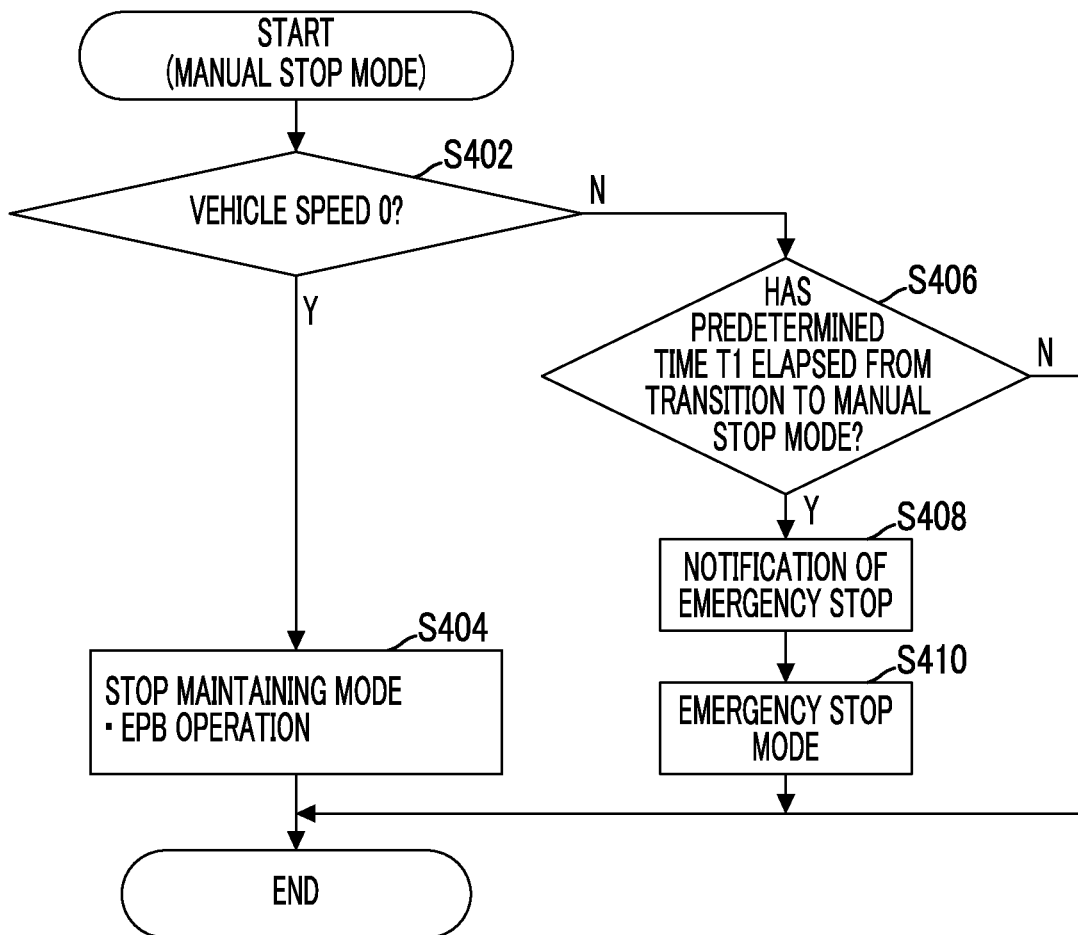 START
(MANUAL STOP MODE)
S402
VEHICLE SPEED 0?
N
Y
S406
HAS
PREDETERMINED
TIME T1 ELAPSED FROM
TRANSITION TO MANUAL
STOP MODE?
N
Y
S408
NOTIFICATION OF
EMERGENCY STOP
S404
STOP MAINTAINING MODE
・EPB OPERATION
S410
EMERGENCY STOP
MODE
END